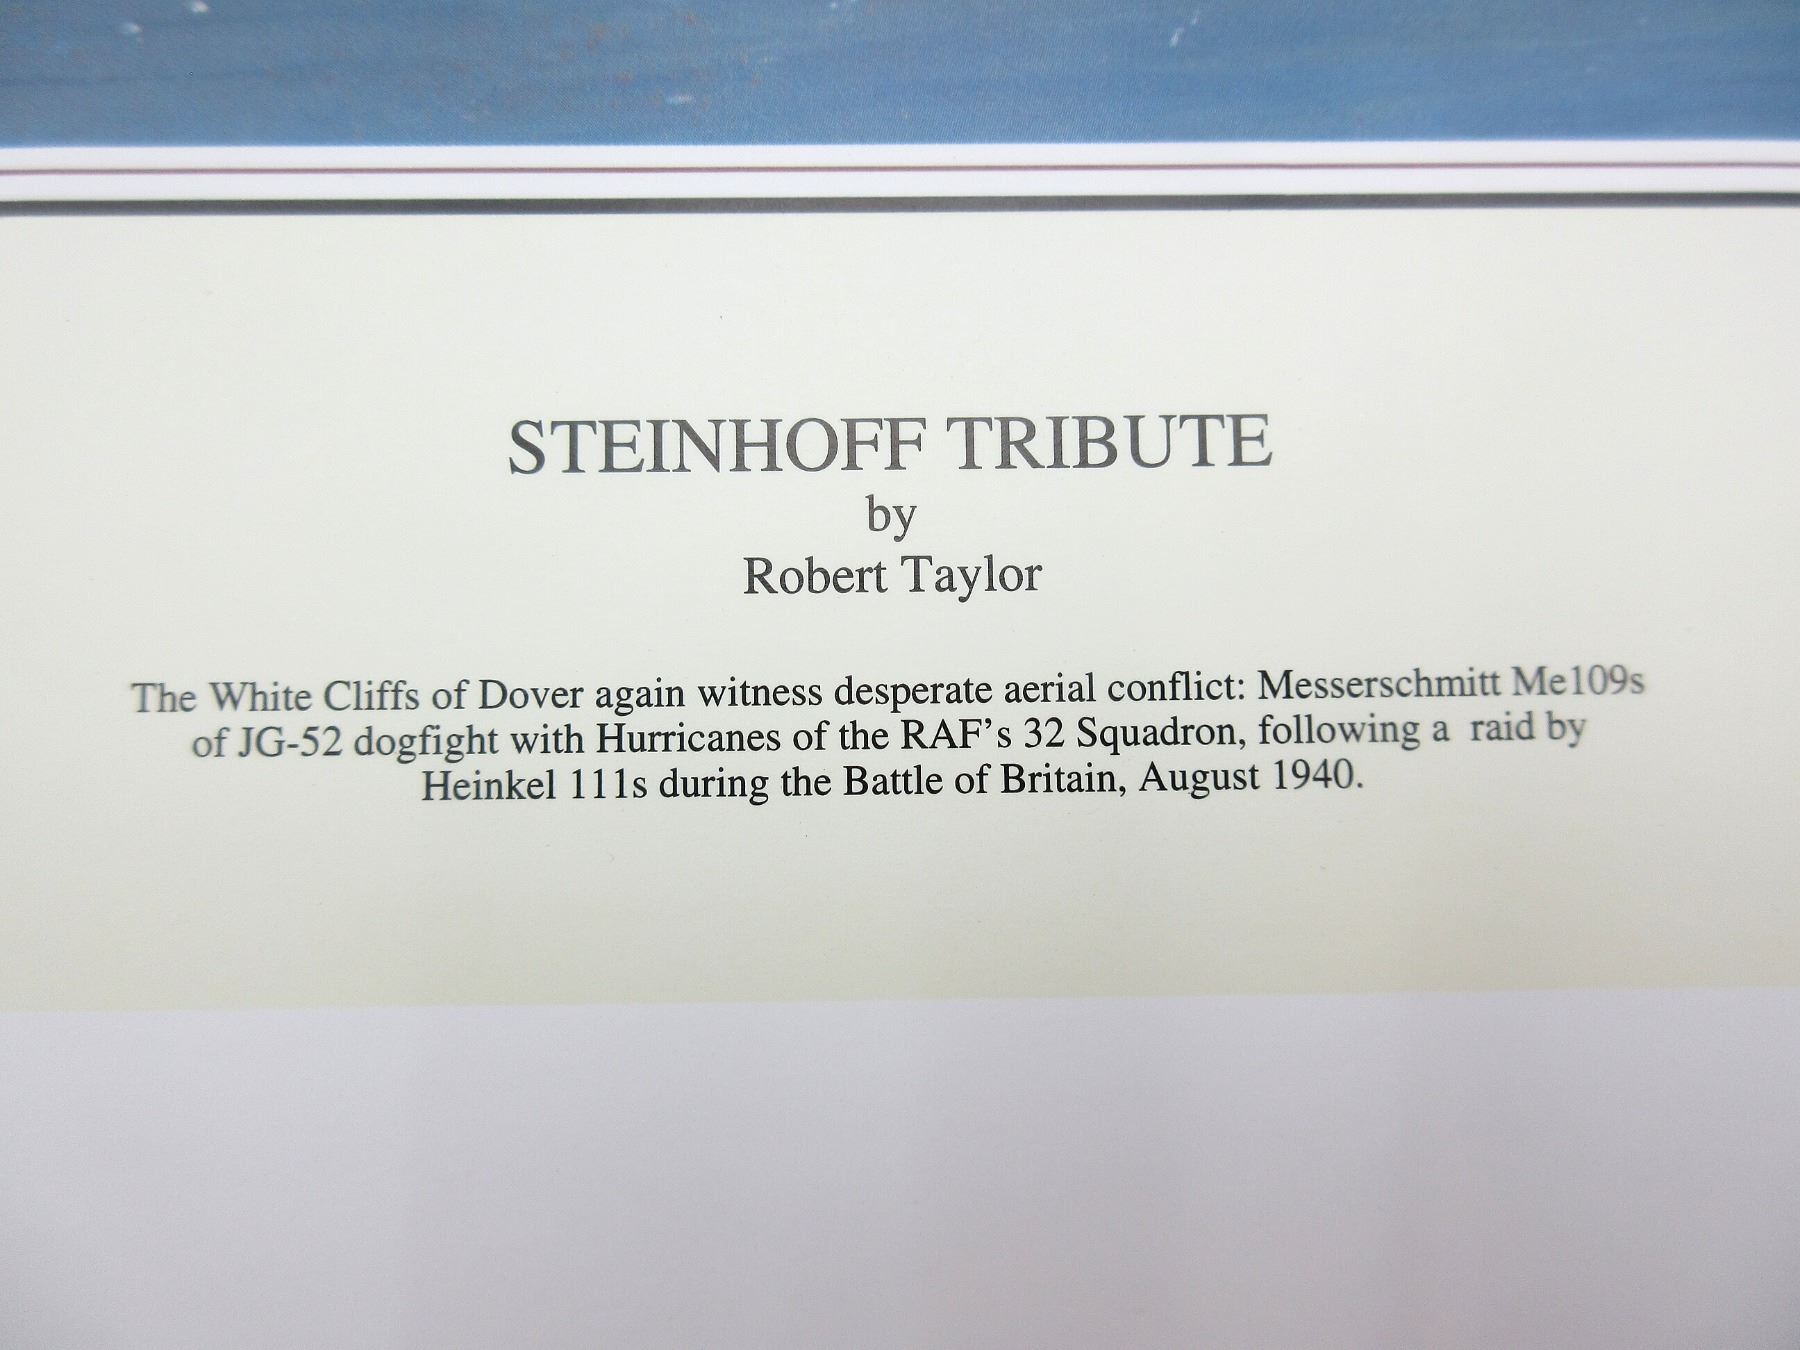 STEINHOFF TRIBUTE
by
Robert Taylor
The White Cliffs of Dover again witness desperate aerial conflict: Messerschmitt Me109s
of JG-52 dogfight with Hurricanes of the RAF's 32 Squadron, following a raid by
Heinkel 111s during the Battle of Britain, August 1940.